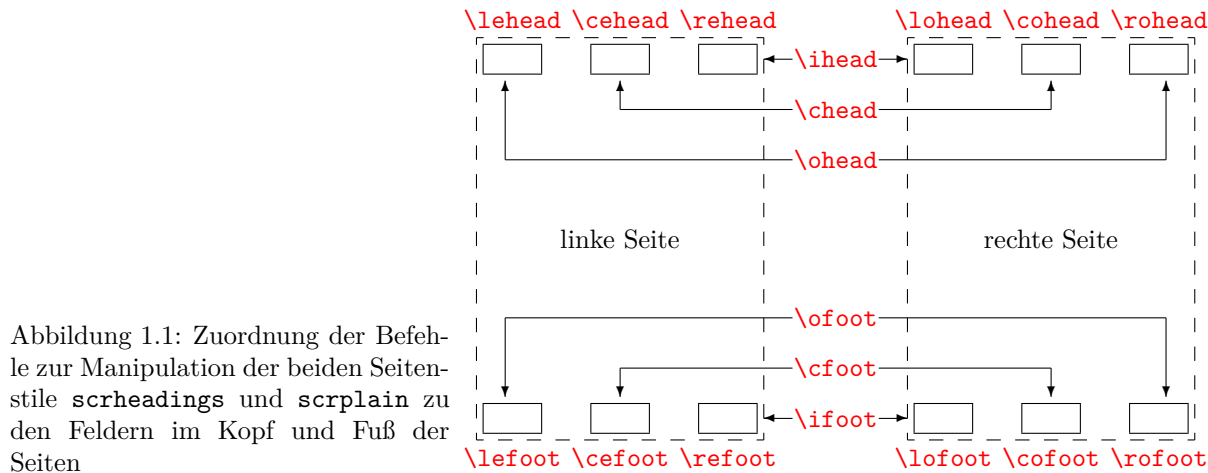 \lehead \cehead \rehead \lohead \cohead \rohead
\ihead
\chead
\ohead
linke Seite rechte Seite
\ofoot
\cfoot
\ifoot
\lefoot \cefoot \refoot \lofoot \cofoot \rofoot
Abbildung 1.1: Zuordnung der Befeh-
le zur Manipulation der beiden Seiten-
stile scrheadings und scrplain zu
den Feldern im Kopf und Fuß der
Seiten